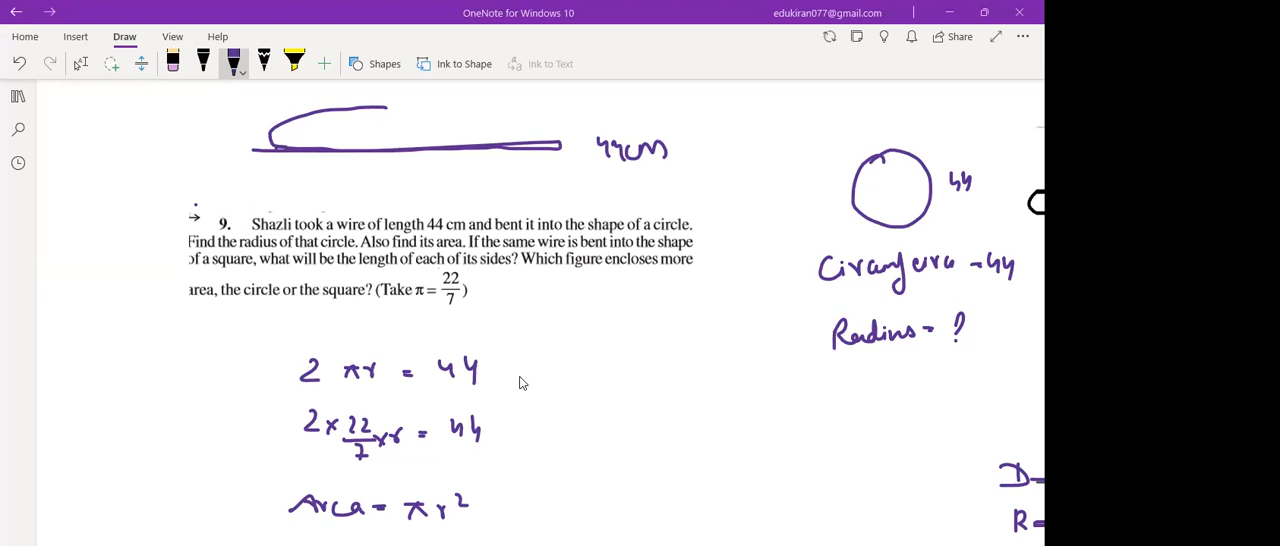 OneNote for Windows 10
edukiran077@gmail.com
Home Insert Draw View Help
Share
Shapes Ink to Shape Ink to Text
44cm
→ 9. Shazli took a wire of length 44 cm and bent it into the shape of a circle.
Find the radius of that circle. Also find its area. If the same wire is bent into the shape
of a square, what will be the length of each of its sides? Which figure encloses more
area, the circle or the square? (Take π = 22/7)
2 πr = 44
2 × 22/7 × r = 44
Area = πr²
44
= 44
Radius = ?
D=
R=